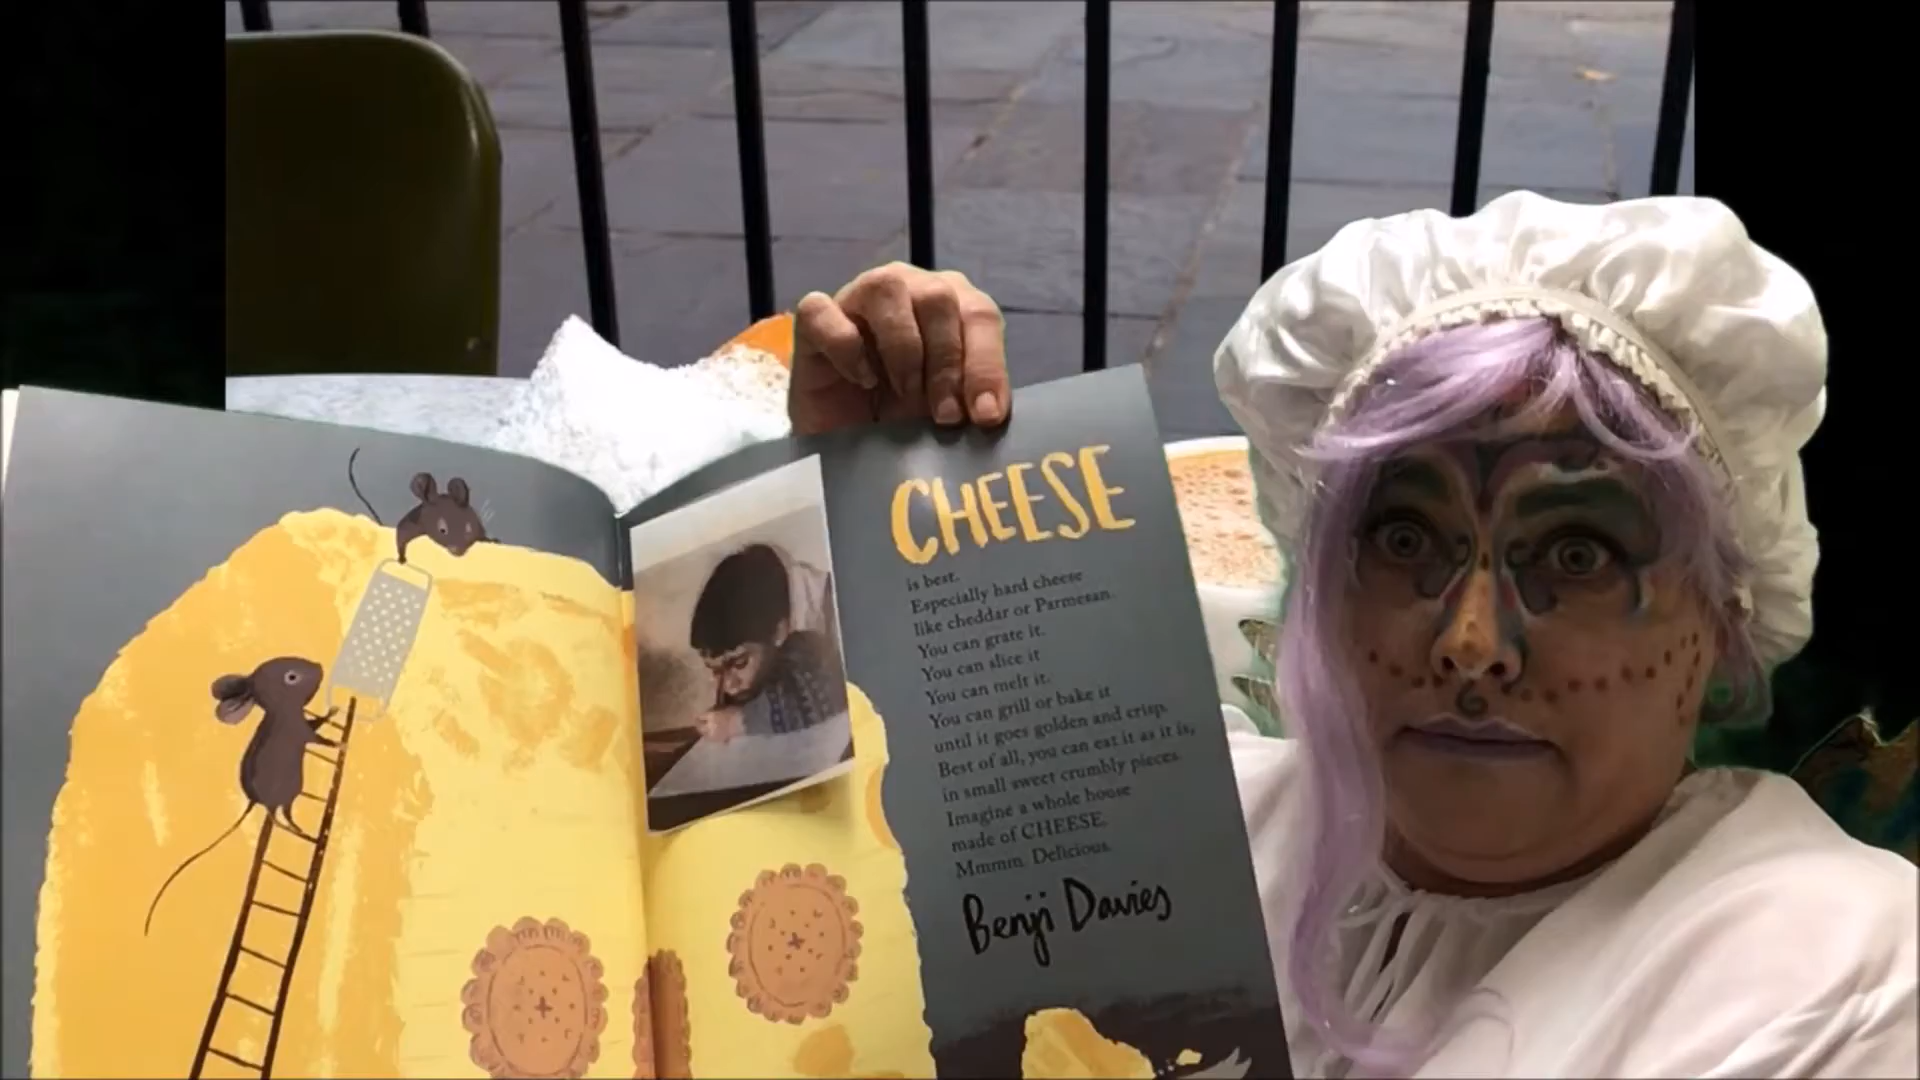 CHEESE
is best.
Especially hard cheese
like cheddar or Parmesan.
You can grate it.
You can slice it
You can melt it.
You can grill or bake it
until it goes golden and crisp.
Best of all, you can eat it as it is,
in small sweet crumbly pieces.
Imagine a whole house
made of CHEESE.
Mmmm. Delicious.
Benji Davies